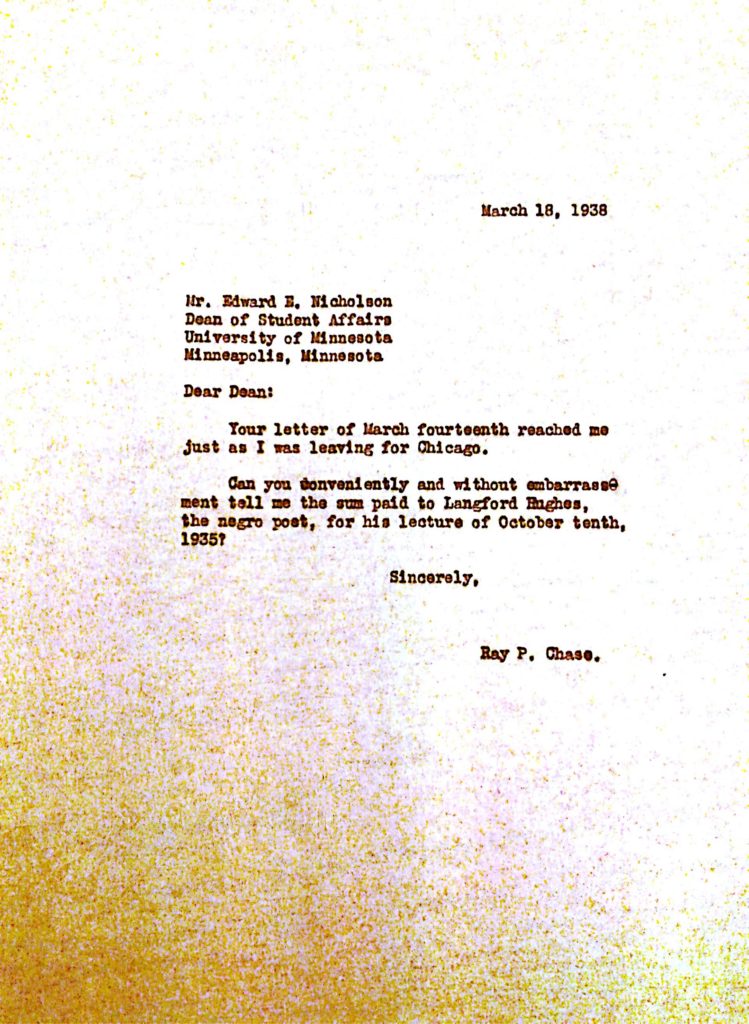 March 18, 1938
Mr. Edward E. Nicholson
Dean of Student Affairs
University of Minnesota
Minneapolis, Minnesota
Dear Dean:
Your letter of March fourteenth reached me
just as I was leaving for Chicago.
Can you conveniently and without embarrass-
ment tell me the sum paid to Langford Hughes,
the negro poet, for his lecture of October tenth,
1935?
Sincerely,
Ray P. Chase.